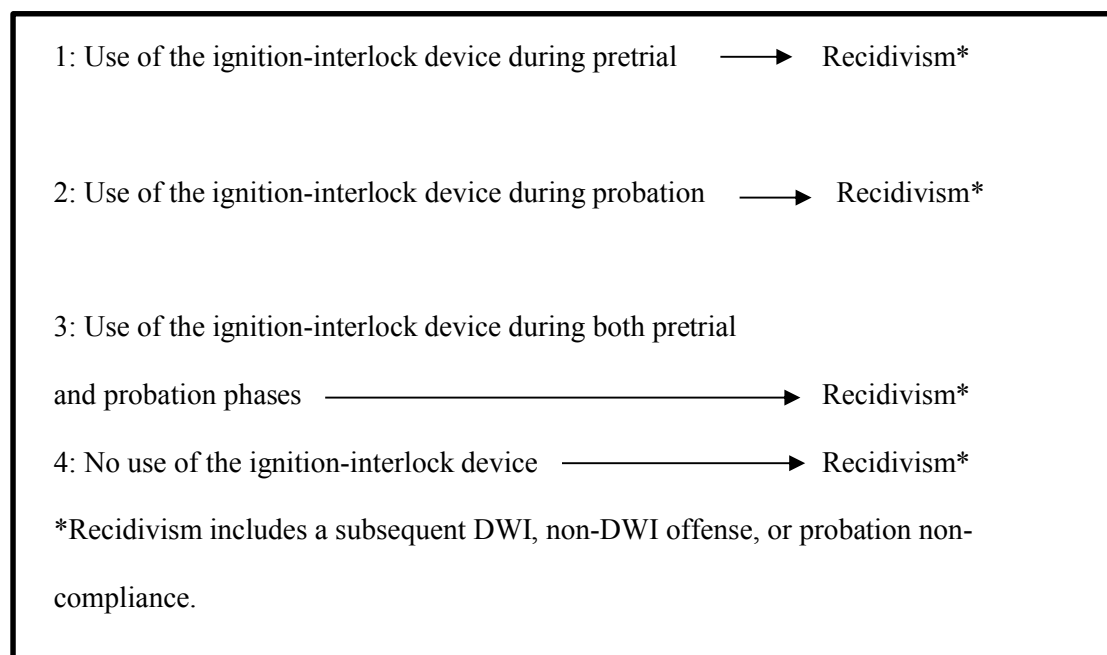 1: Use of the ignition-interlock device during pretrial Recidivism*
2: Use of the ignition-interlock device during probation Recidivism*
3: Use of the ignition-interlock device during both pretrial
and probation phases Recidivism*
4: No use of the ignition-interlock device Recidivism*
*Recidivism includes a subsequent DWI, non-DWI offense, or probation non-
compliance.